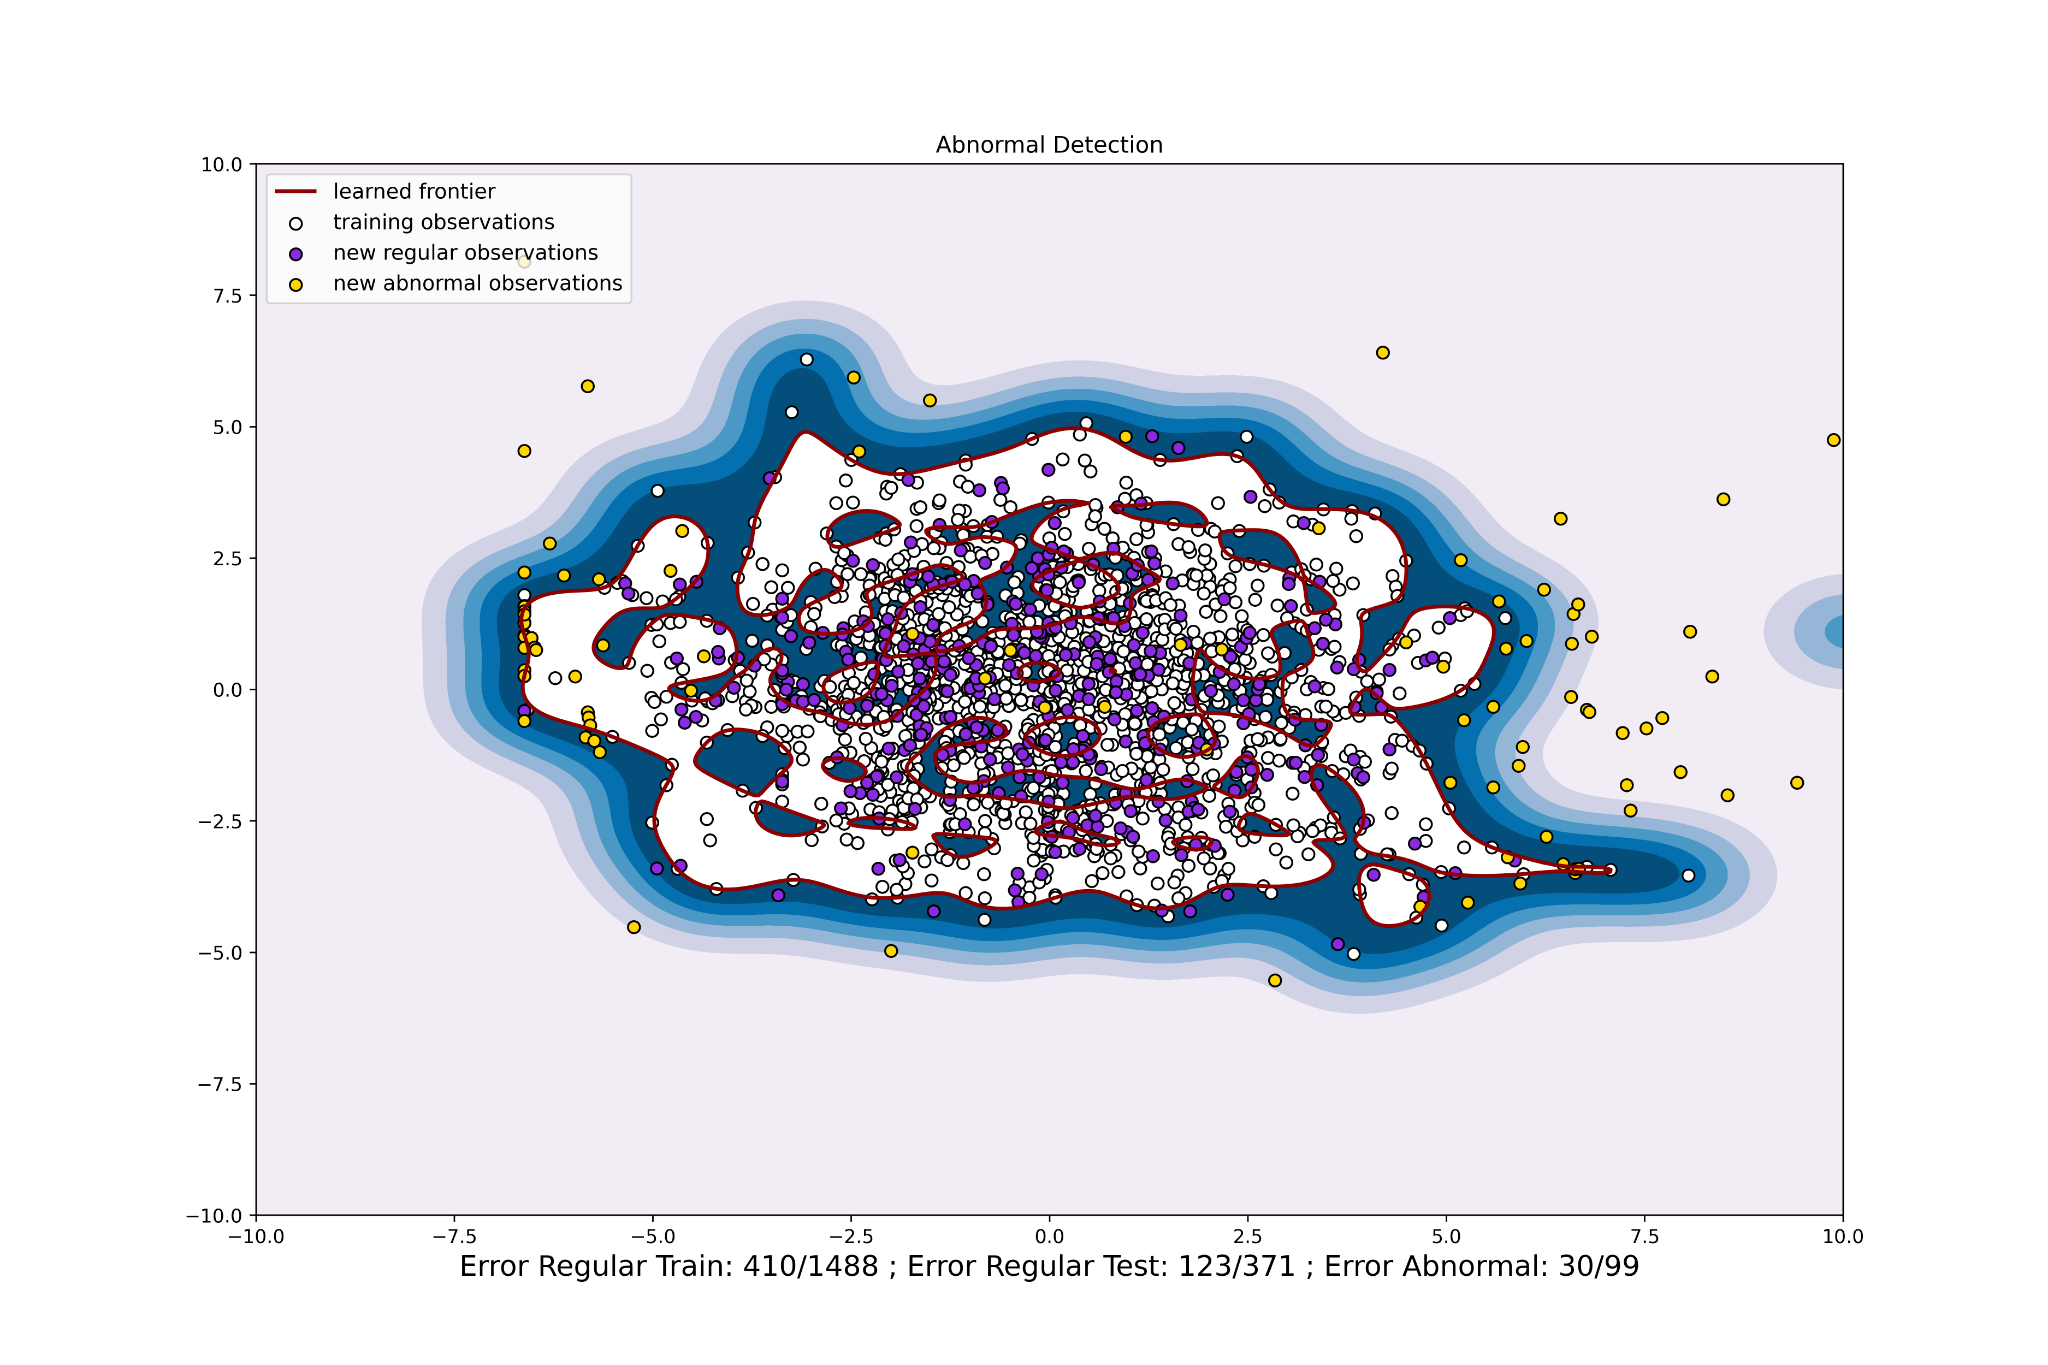 Abnormal Detection
10.0
7.5
5.0
2.5
0.0
−2.5
−5.0
−7.5
−10.0
learned frontier
training observations
new regular observations
new abnormal observations
−10.0 −7.5 −5.0 −2.5 0.0 2.5 5.0 7.5 10.0
Error Regular Train: 410/1488 ; Error Regular Test: 123/371 ; Error Abnormal: 30/99